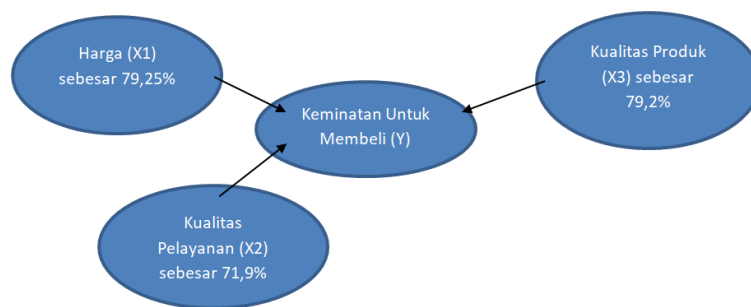 Harga (X1)
sebesar 79,25%
Kualitas Produk
(X3) sebesar
79,2%
Keminatan Untuk
Membeli (Y)
Kualitas
Pelayanan (X2)
sebesar 71,9%